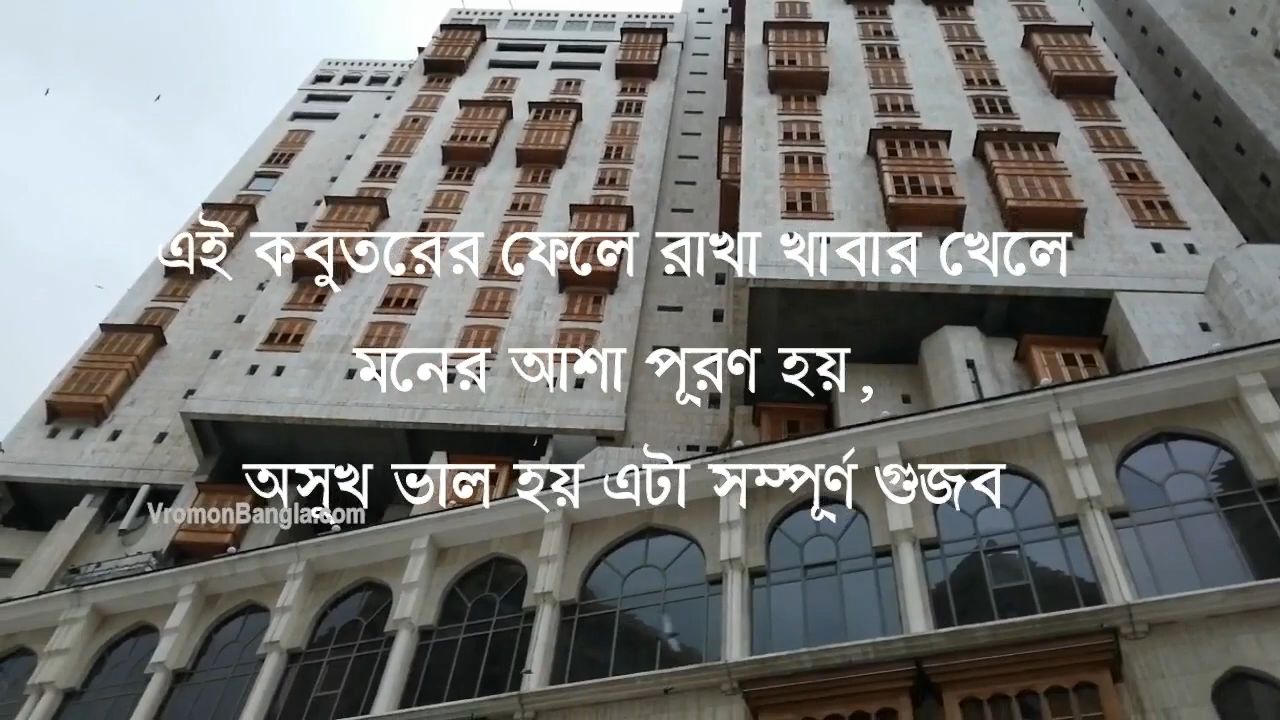 এই কবুতরের ফেলে রাখা খাবার খেলে
মনের আশা পূরণ হয়,
অসূখ ভাল হয় এটা সম্পূর্ণ গুজব
VromonBangla.com